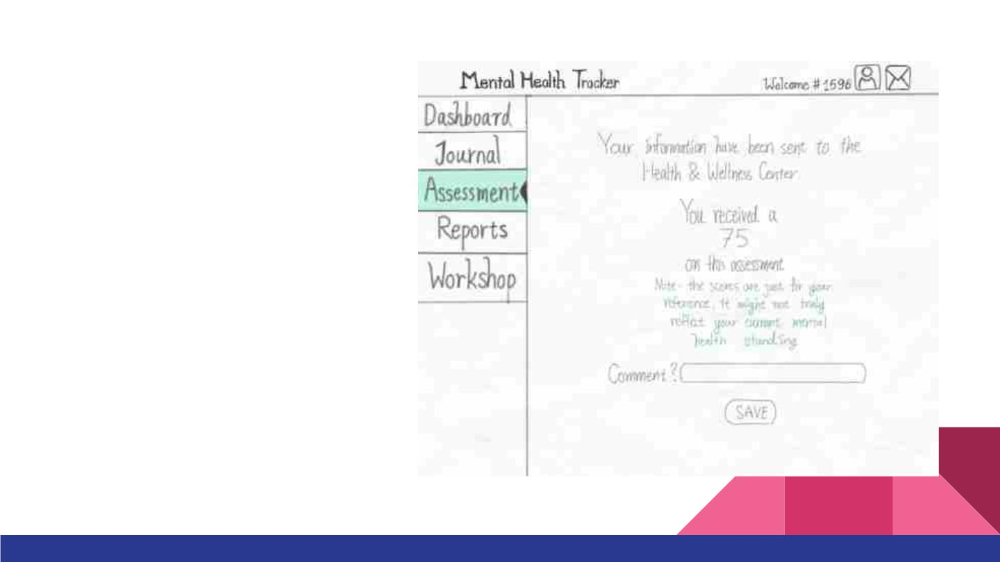 Mental Health Tracker
Welcome #1596
Dashboard
Journal
Assessment
Reports
Workshop
Your information have been sent to the
Health & Wellness Center
You received a
75
on this assessment
Note- the scores are just for your
reference, it might not truly
reflect your current mental
health standing
Comment?
SAVE